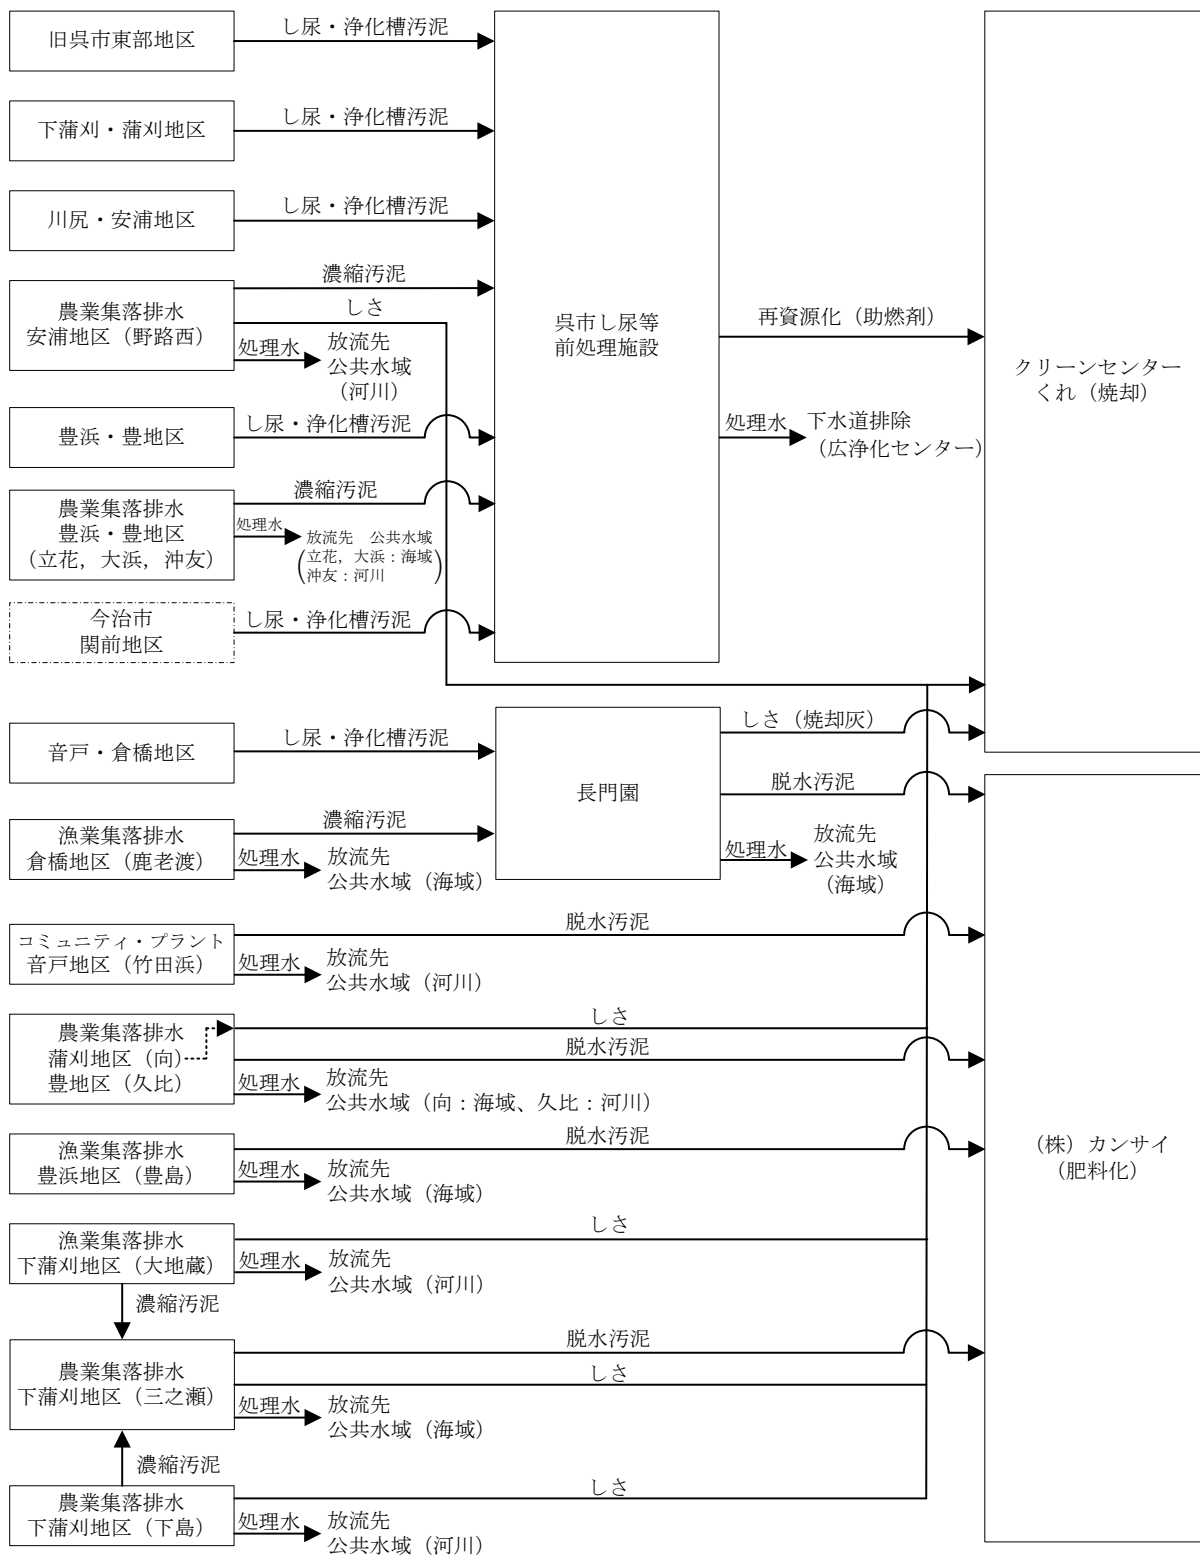 旧呉市東部地区
し尿・浄化槽汚泥
下蒲刈・蒲刈地区
し尿・浄化槽汚泥
川尻・安浦地区
し尿・浄化槽汚泥
農業集落排水
安浦地区（野路西）
濃縮汚泥
しさ
処理水
放流先
公共水域
（河川）
豊浜・豊地区
し尿・浄化槽汚泥
農業集落排水
豊浜・豊地区
（立花，大浜，沖友）
濃縮汚泥
処理水
放流先　公共水域
立花，大浜：海域
沖友：河川
今治市
関前地区
し尿・浄化槽汚泥
呉市し尿等
前処理施設
再資源化（助燃剤）
処理水
下水道排除
（広浄化センター）
クリーンセンター
くれ（焼却）
音戸・倉橋地区
し尿・浄化槽汚泥
漁業集落排水
倉橋地区（鹿老渡）
濃縮汚泥
処理水
放流先
公共水域（海域）
長門園
しさ（焼却灰）
脱水汚泥
処理水
放流先
公共水域
（海域）
コミュニティ・プラント
音戸地区（竹田浜）
脱水汚泥
処理水
放流先
公共水域（河川）
農業集落排水
蒲刈地区（向）
豊地区（久比）
しさ
脱水汚泥
処理水
放流先
公共水域（向：海域、久比：河川）
漁業集落排水
豊浜地区（豊島）
脱水汚泥
処理水
放流先
公共水域（海域）
（株）カンサイ
（肥料化）
漁業集落排水
下蒲刈地区（大地蔵）
しさ
処理水
放流先
公共水域（河川）
濃縮汚泥
農業集落排水
下蒲刈地区（三之瀬）
脱水汚泥
しさ
処理水
放流先
公共水域（海域）
濃縮汚泥
農業集落排水
下蒲刈地区（下島）
しさ
処理水
放流先
公共水域（河川）